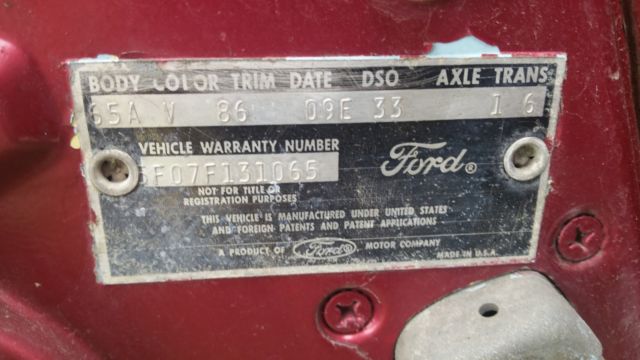 BODY COLOR TRIM DATE DSO AXLE TRANS
65A V 86 09E 33 1 6
VEHICLE WARRANTY NUMBER
5F07F131065
Ford®
NOT FOR TITLE OR
REGISTRATION PURPOSES
THIS VEHICLE IS MANUFACTURED UNDER UNITED STATES
AND FOREIGN PATENTS AND PATENT APPLICATIONS
A PRODUCT OF Ford® MOTOR COMPANY
MADE IN U.S.A.